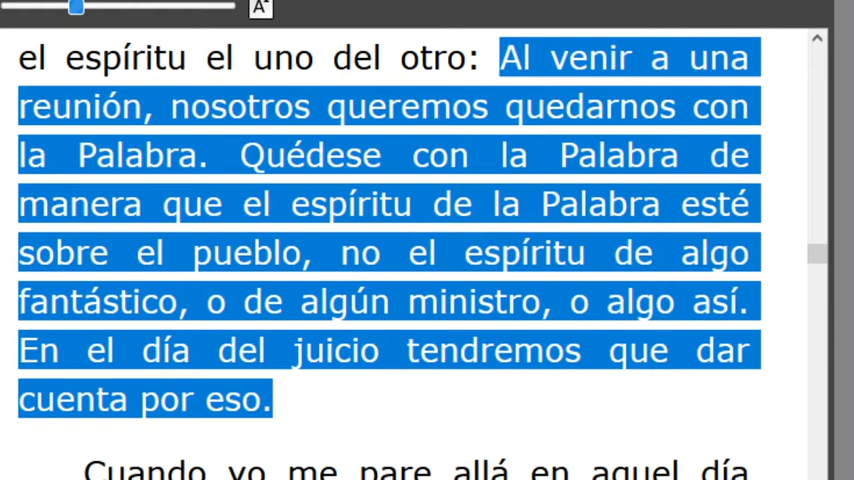 A
el espíritu el uno del otro: Al venir a una
reunión, nosotros queremos quedarnos con
la Palabra. Quédese con la Palabra de
manera que el espíritu de la Palabra esté
sobre el pueblo, no el espíritu de algo
fantástico, o de algún ministro, o algo así.
En el día del juicio tendremos que dar
cuenta por eso.
Cuando yo me pare allá en aquel día